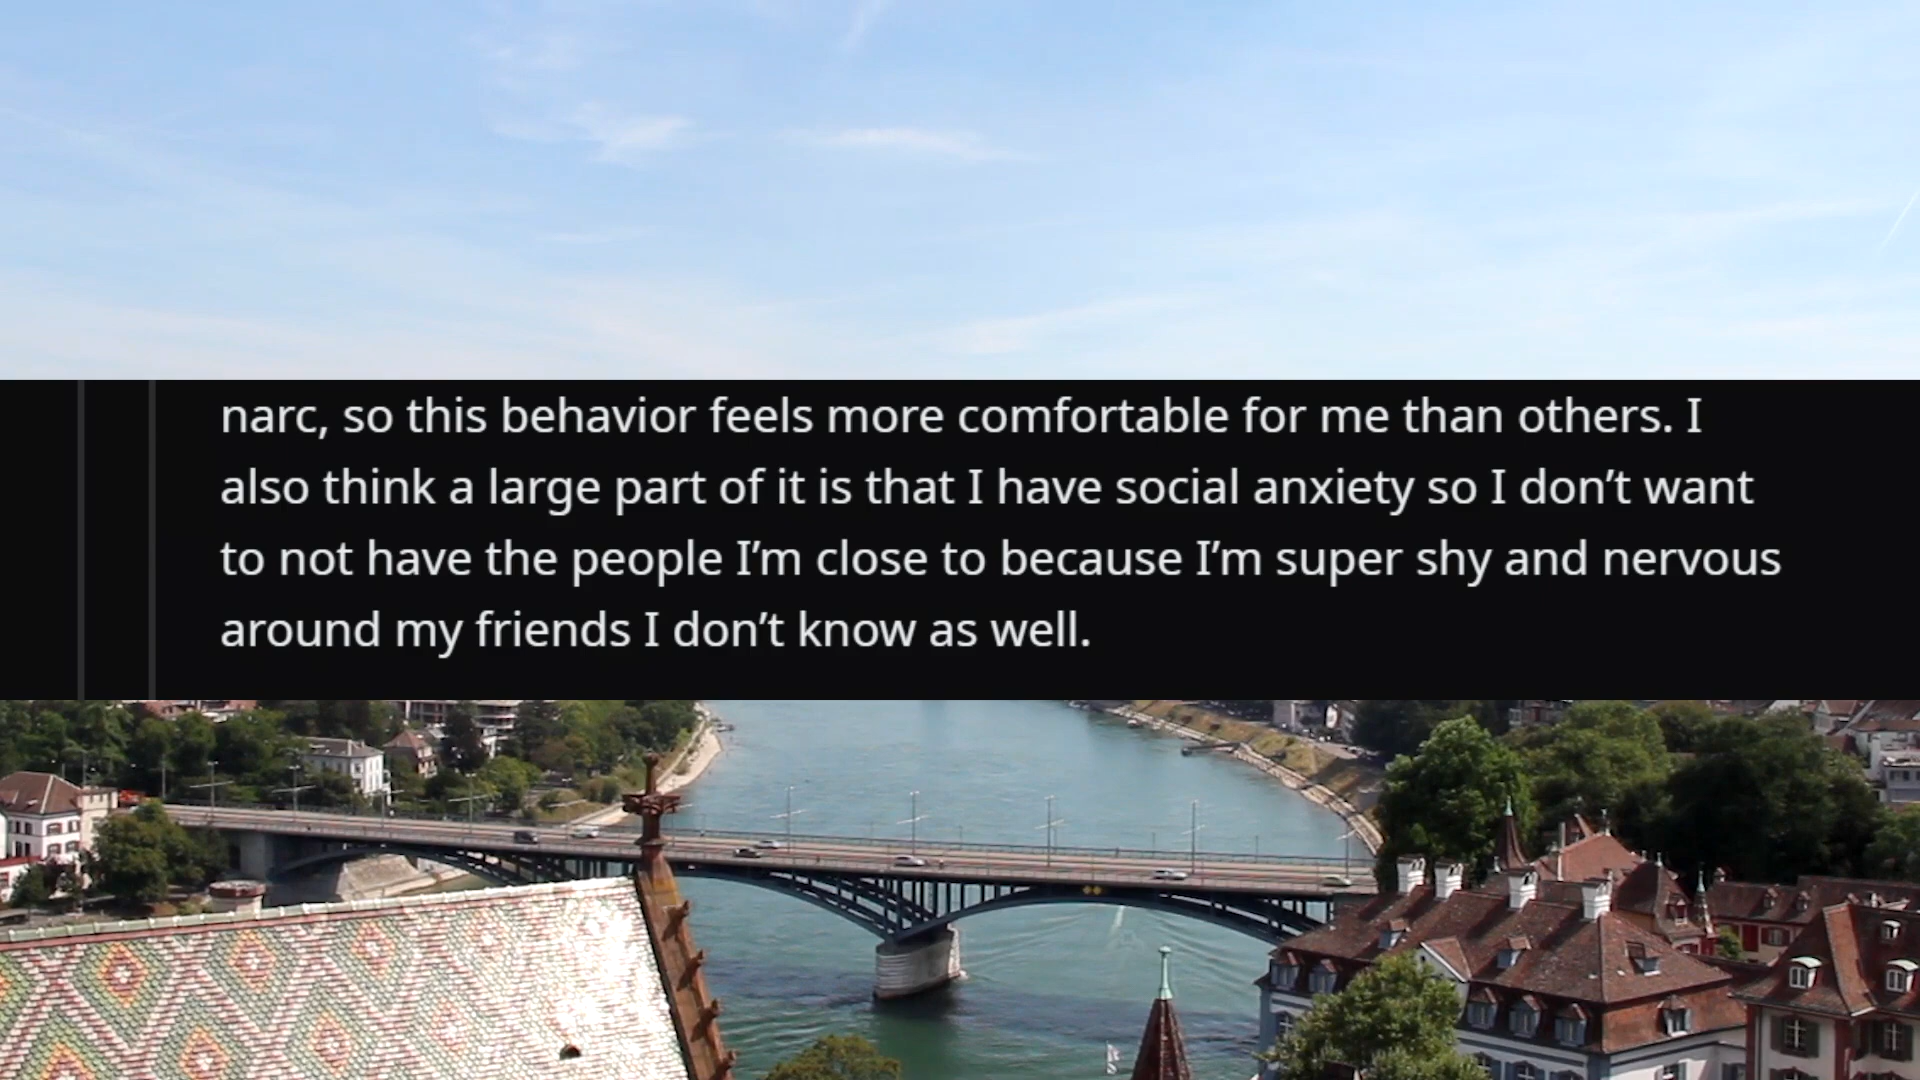 narc, so this behavior feels more comfortable for me than others. I
also think a large part of it is that I have social anxiety so I don’t want
to not have the people I’m close to because I’m super shy and nervous
around my friends I don’t know as well.